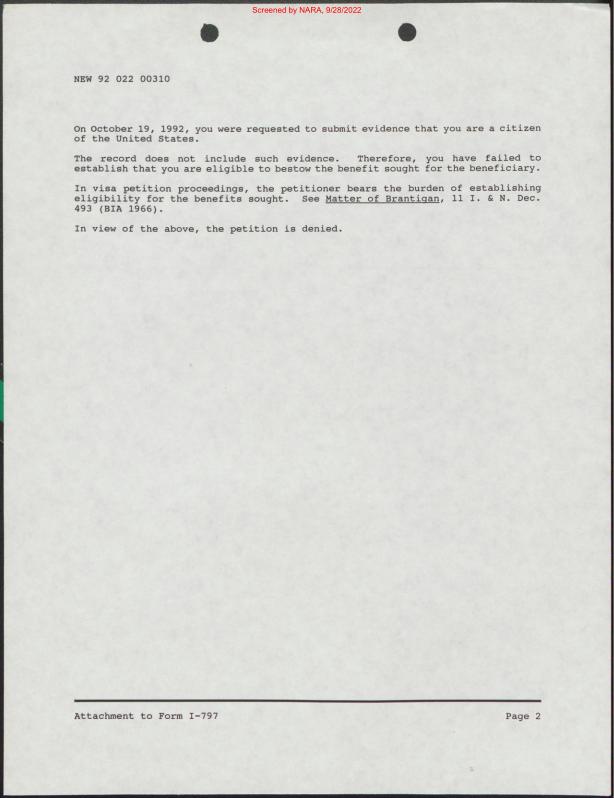 Screened by NARA, 9/28/2022
NEW 92 022 00310
On October 19, 1992, you were requested to submit evidence that you are a citizen
of the United States.
The record does not include such evidence. Therefore, you have failed to
establish that you are eligible to bestow the benefit sought for the beneficiary.
In visa petition proceedings, the petitioner bears the burden of establishing
eligibility for the benefits sought. See Matter of Brantigan, 11 I. & N. Dec.
493 (BIA 1966).
In view of the above, the petition is denied.
Attachment to Form I-797 Page 2